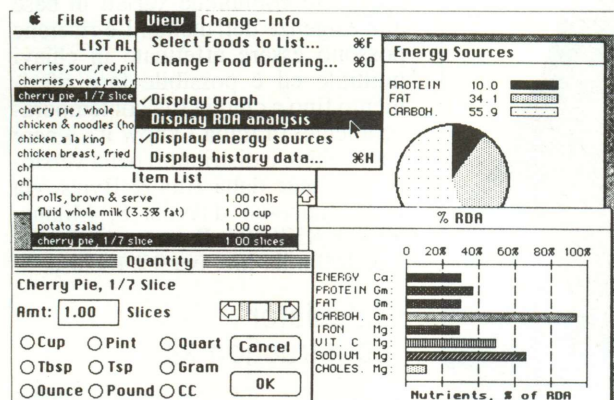 File Edit View Change-Info
LIST AL
cherries,sour,red,pit
cherries,sweet,raw,
cherry pie, 1/7 slice
cherry pie, whole
chicken & noodles (ho
chicken a la king
chicken breast, fried
ch
ch
ch
Select Foods to List... ⌘F
Change Food Ordering... ⌘O
✓Display graph
Display RDA analysis
✓Display energy sources
Display history data... ⌘H
Energy Sources
PROTEIN 10.0
FAT 34.1
CARBOH. 55.9
Item List
rolls, brown & serve 1.00 rolls
fluid whole milk (3.3% fat) 1.00 cup
potato salad 1.00 cup
cherry pie, 1/7 slice 1.00 slices
Quantity
Cherry Pie, 1/7 Slice
Amt: 1.00 Slices
Cup Pint Quart Cancel
Tbsp Tsp Gram
Ounce Pound CC OK
% RDA
0 20% 40% 60% 80% 100%
ENERGY Ca:
PROTEIN Gm:
FAT Gm:
CARBOH. Gm:
IRON Mg:
VIT. C Mg:
SODIUM Mg:
CHOLES. Mg:
Nutrients, % of RDA